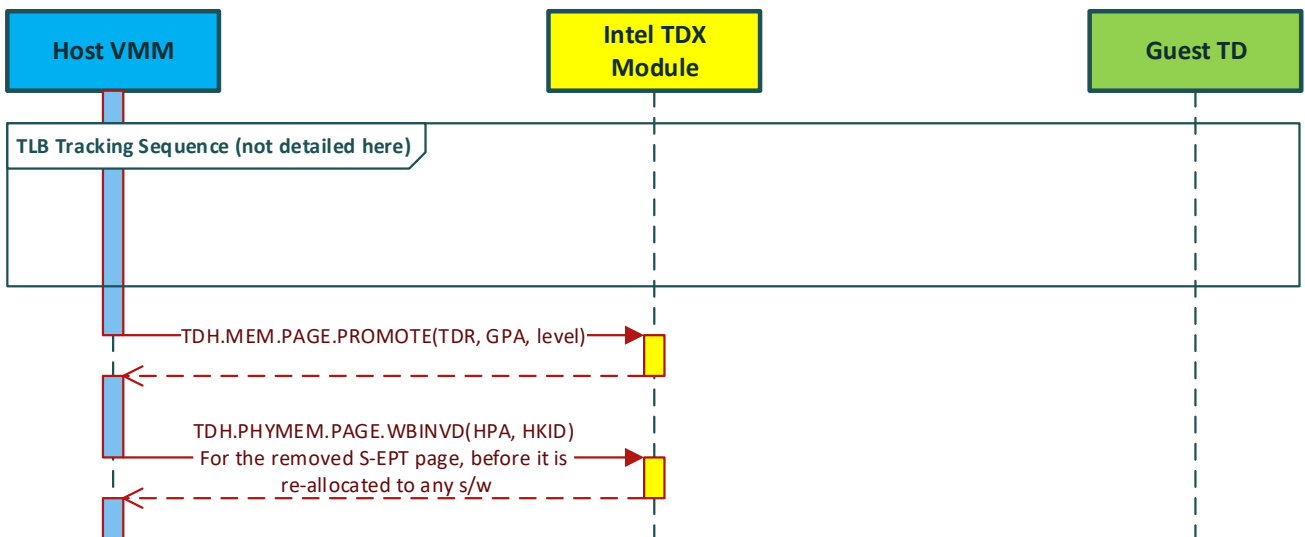 Host VMM
Intel TDX
Module
Guest TD
TLB Tracking Sequence (not detailed here)
TDH.MEM.PAGE.PROMOTE(TDR, GPA, level)
TDH.PHYMEM.PAGE.WBINVD(HPA, HKID)
For the removed S-EPT page, before it is
re-allocated to any s/w